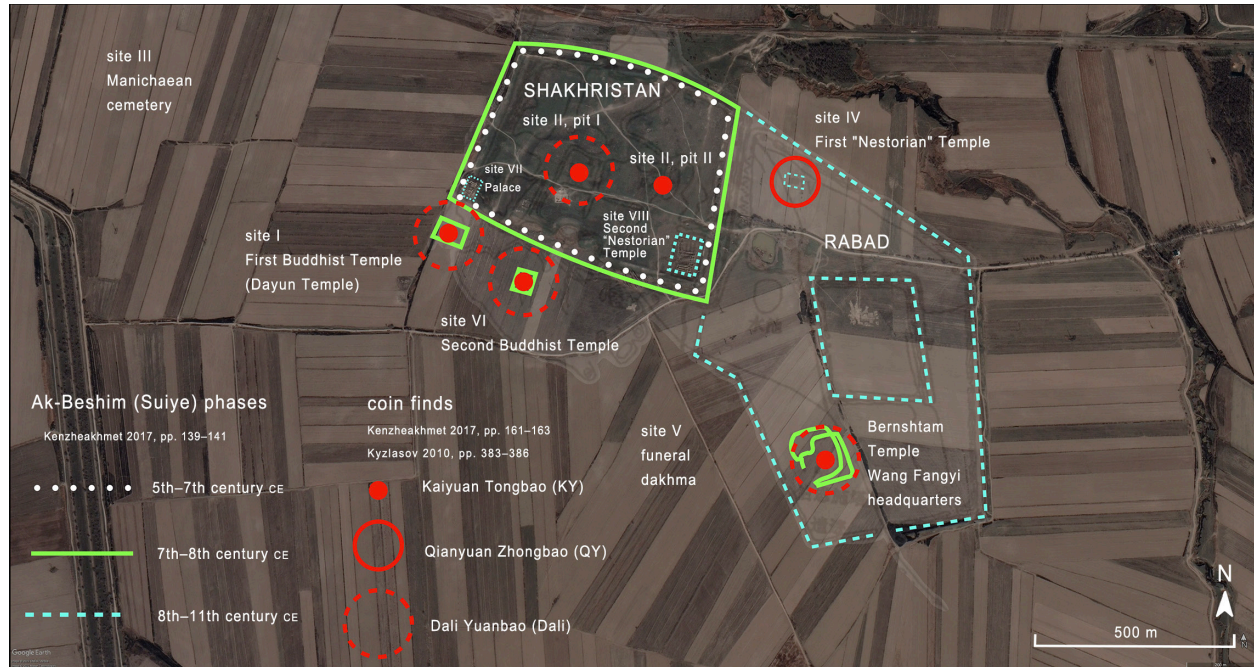 site III
Manichaean
cemetery
SHAKHRISTAN
site II, pit I
site II, pit II
site IV
First "Nestorian" Temple
site VII
Palace
site VIII
Second
"Nestorian"
Temple
RABAD
site I
First Buddhist Temple
(Dayun Temple)
site VI
Second Buddhist Temple
Ak-Beshim (Suiye) phases
Kenzheakhmet 2017, pp. 139–141
5th–7th century CE
7th–8th century CE
8th–11th century CE
coin finds
Kenzheakhmet 2017, pp. 161–163
Kyzlasov 2010, pp. 383–386
Kaiyuan Tongbao (KY)
Qianyuan Zhongbao (QY)
Dali Yuanbao (Dali)
site V
funeral
dakhma
Bernshtam
Temple
Wang Fangyi
headquarters
N
500 m
Google Earth